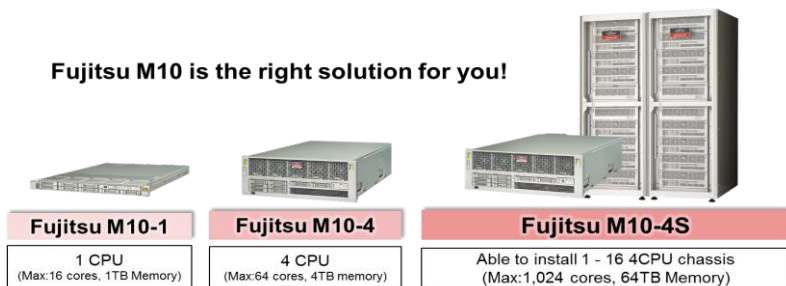 Fujitsu M10 is the right solution for you!
Fujitsu M10-1
1 CPU
(Max:16 cores, 1TB Memory)
Fujitsu M10-4
4 CPU
(Max:64 cores, 4TB memory)
Fujitsu M10-4S
Able to install 1 - 16 4CPU chassis
(Max:1,024 cores, 64TB Memory)